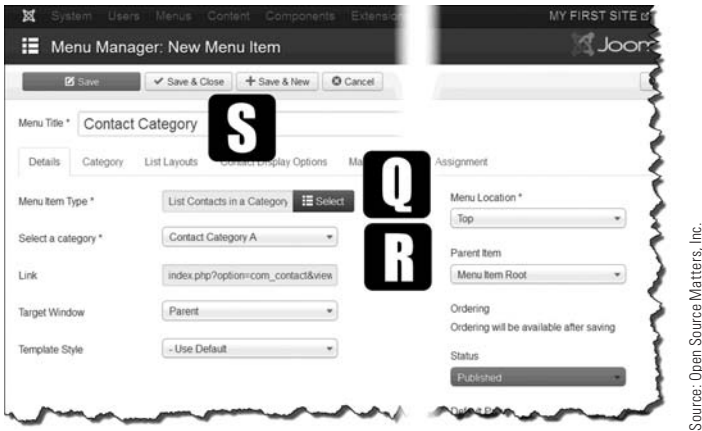 System Users Menus Content Components Extension
MY FIRST SITE
Menu Manager: New Menu Item
Save
Save & Close
Save & New
Cancel
Menu Title * Contact Category
S
Details Category List Layouts Display Options
Assignment
Q
Menu Item Type * List Contacts in a Category Select
Menu Location *
Top
R
Select a category * Contact Category A
Parent Item
Menu Item Root
Link index.php?option=com_contact&view
Ordering
Ordering will be available after saving
Target Window Parent
Status
Published
Template Style - Use Default
Source: Open Source Matters, Inc.